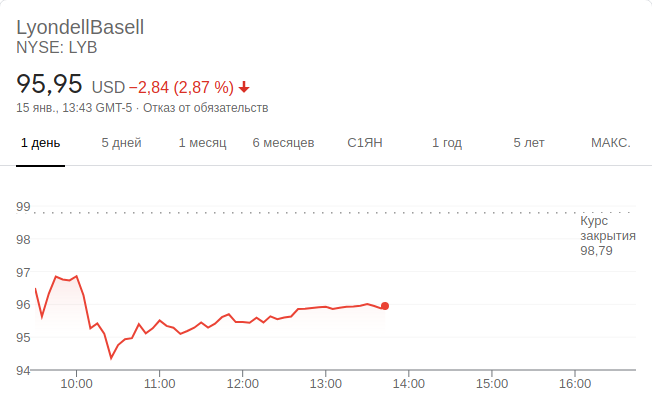 LyondellBasell
NYSE: LYB
95,95 USD −2,84 (2,87 %)
15 янв., 13:43 GMT-5 · Отказ от обязательств
1 день 5 дней 1 месяц 6 месяцев С1ЯН 1 год 5 лет МАКС.
99
Курс
98 закрытия
98,79
97
96
95
94
10:00 11:00 12:00 13:00 14:00 15:00 16:00